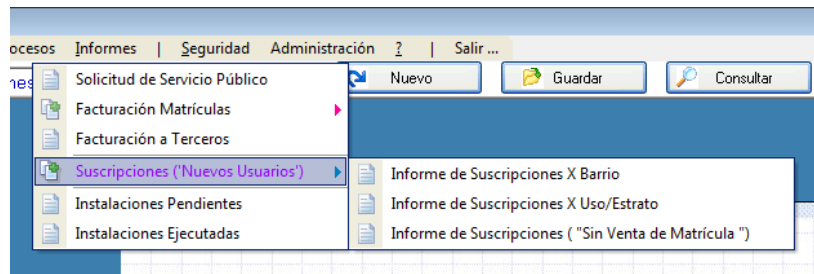 ocesos Informes | Seguridad Administración ? | Salir ...
nes
Nuevo Guardar Consultar
Solicitud de Servicio Público
Facturación Matrículas
Facturación a Terceros
Suscripciones ('Nuevos Usuarios')
Instalaciones Pendientes
Instalaciones Ejecutadas
Informe de Suscripciones X Barrio
Informe de Suscripciones X Uso/Estrato
Informe de Suscripciones ( "Sin Venta de Matrícula ")